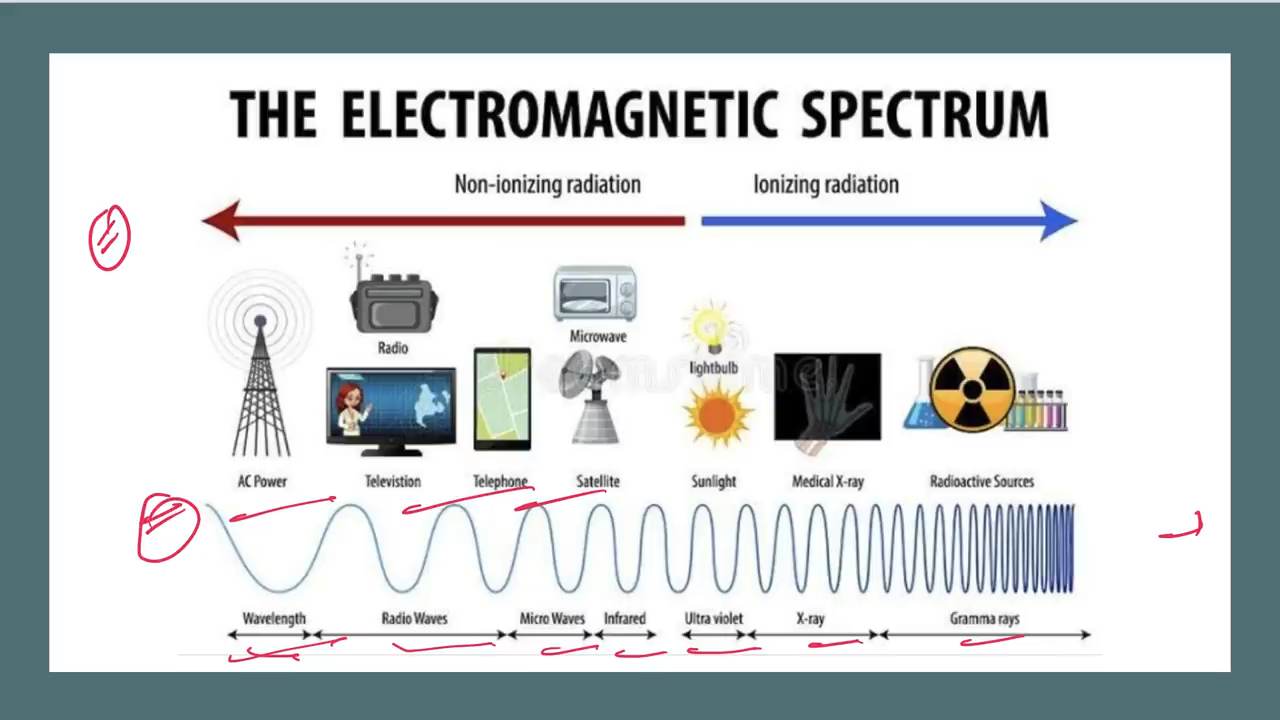 THE ELECTROMAGNETIC SPECTRUM
Non-ionizing radiation Ionizing radiation
Radio
Microwave
lightbulb
AC Power Televistion Telephone Satellite Sunlight Medical X-ray Radioactive Sources
Wavelength Radio Waves Micro Waves Infrared Ultra violet X-ray Gramma rays